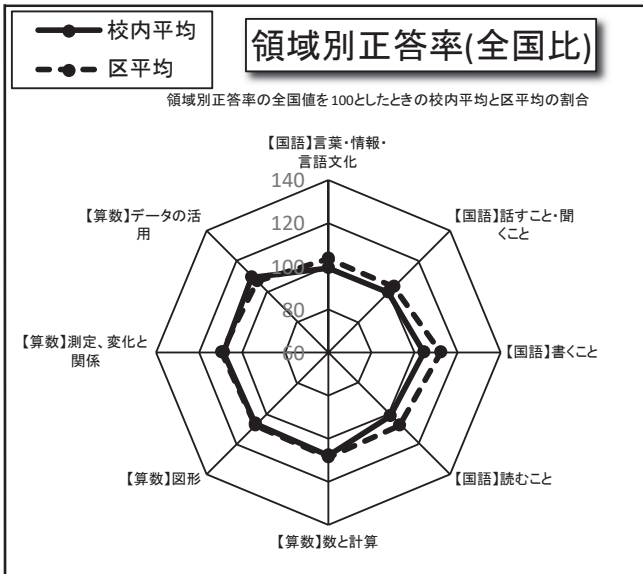 校内平均
区平均
領域別正答率(全国比)
領域別正答率の全国値を100としたときの校内平均と区平均の割合
【国語】言葉・情報・
言語文化
【国語】話すこと・聞
くこと
【国語】書くこと
【国語】読むこと
【算数】数と計算
【算数】図形
【算数】測定、変化と
関係
【算数】データの活
用
140
120
100
80
60